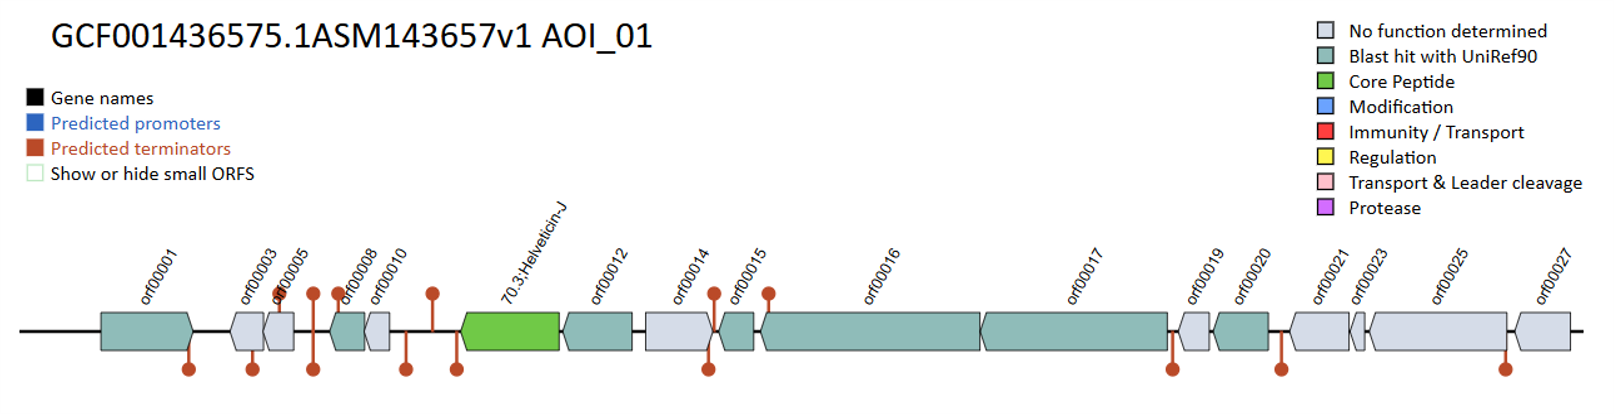 GCF001436575.1ASM143657v1 AOI_01
Gene names
Predicted promoters
Predicted terminators
Show or hide small ORFS
No function determined
Blast hit with UniRef90
Core Peptide
Modification
Immunity / Transport
Regulation
Transport & Leader cleavage
Protease
orf00001
orf00003
orf00005
orf00008
orf00010
70.3;Helveticin-J
orf00012
orf00014
orf00015
orf00016
orf00017
orf00019
orf00020
orf00021
orf00023
orf00025
orf00027